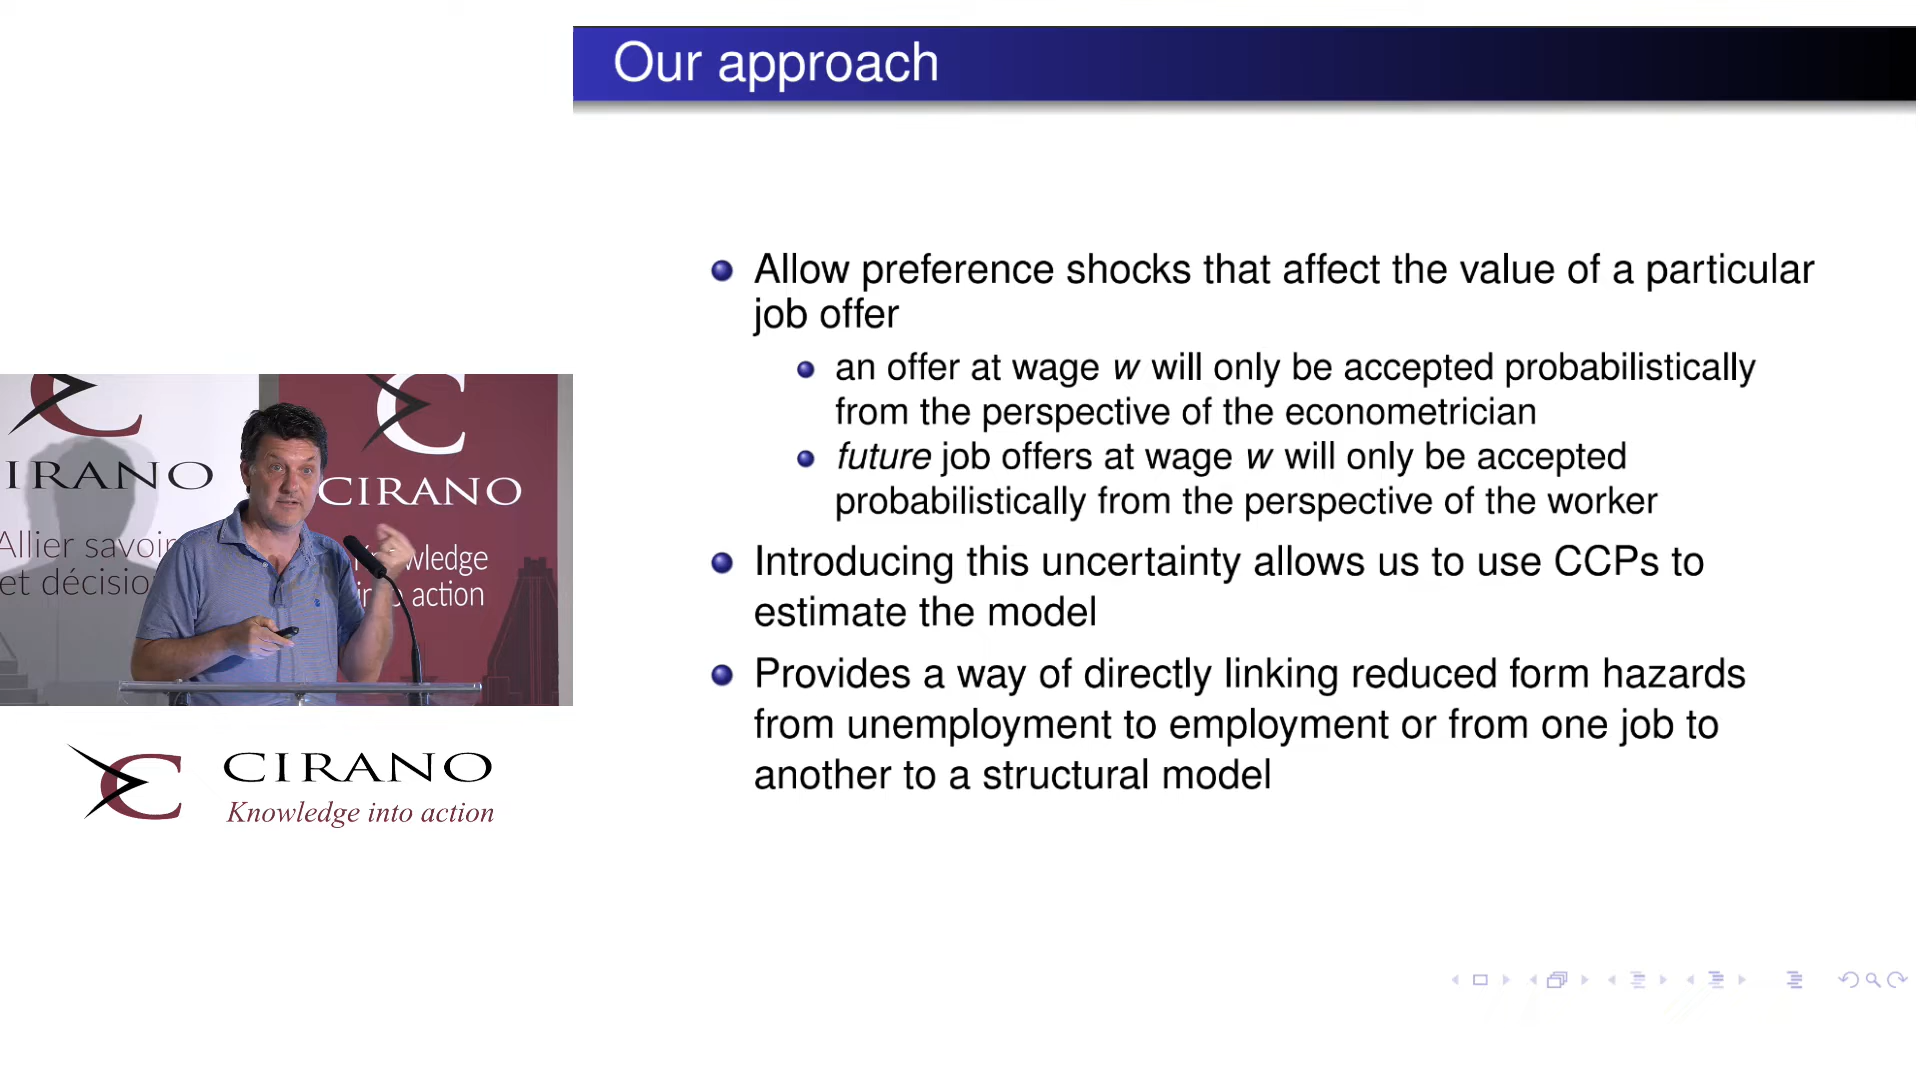 Our approach
Allow preference shocks that affect the value of a particular
job offer
an offer at wage w will only be accepted probabilistically
from the perspective of the econometrician
future job offers at wage w will only be accepted
probabilistically from the perspective of the worker
Introducing this uncertainty allows us to use CCPs to
estimate the model
Provides a way of directly linking reduced form hazards
from unemployment to employment or from one job to
another to a structural model
IRANO
Allier savoir
et décisio
CIRANO
wledge
action
CIRANO
Knowledge into action